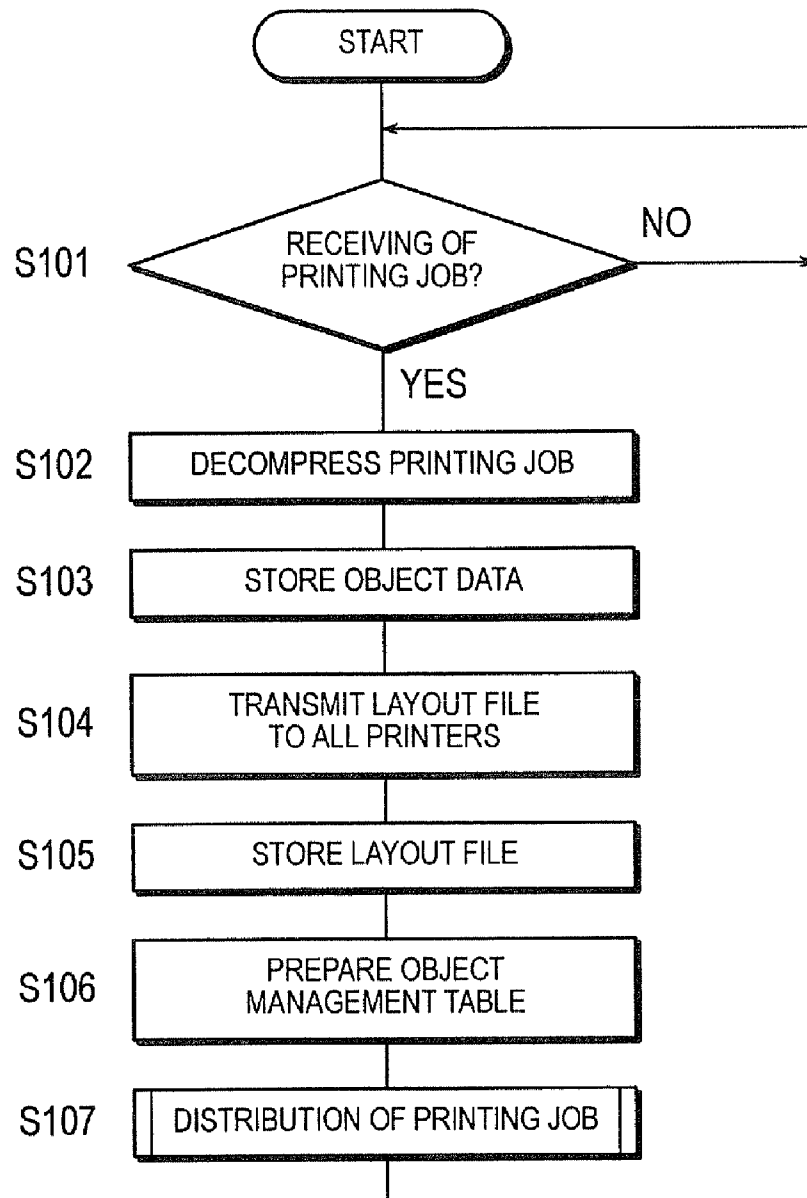 START
S101
RECEIVING OF
PRINTING JOB?
NO
YES
S102
DECOMPRESS PRINTING JOB
S103
STORE OBJECT DATA
S104
TRANSMIT LAYOUT FILE
TO ALL PRINTERS
S105
STORE LAYOUT FILE
S106
PREPARE OBJECT
MANAGEMENT TABLE
S107
DISTRIBUTION OF PRINTING JOB